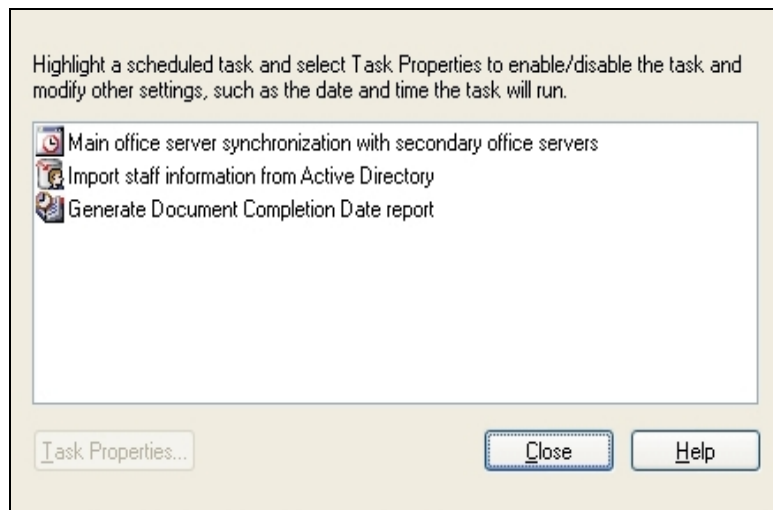 Highlight a scheduled task and select Task Properties to enable/disable the task and
modify other settings, such as the date and time the task will run.
Main office server synchronization with secondary office servers
Import staff information from Active Directory
Generate Document Completion Date report
Task Properties...
Close
Help